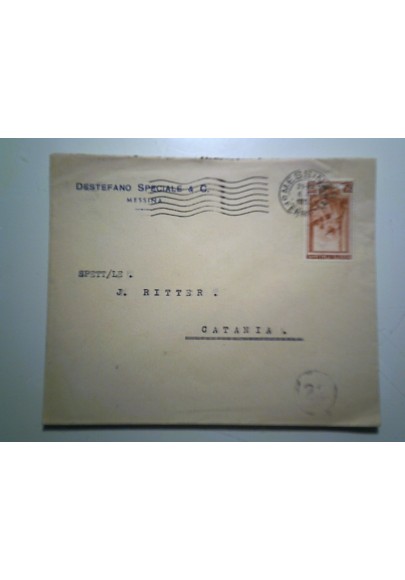 DESTEFANO SPECIALE & C.
MESSINA
SPETT/LE
J. RITTER
CATANIA